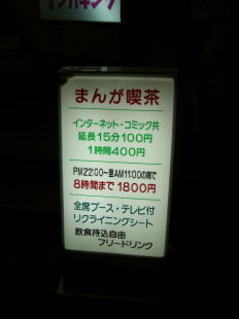 まんが喫茶
インターネット・コミック共
延長15分100円
1時間400円
PM22:00～翌AM11:00の間で
8時間まで1800円
全席ブース・テレビ付
リクライニングシート
飲食持込自由
フリードリンク